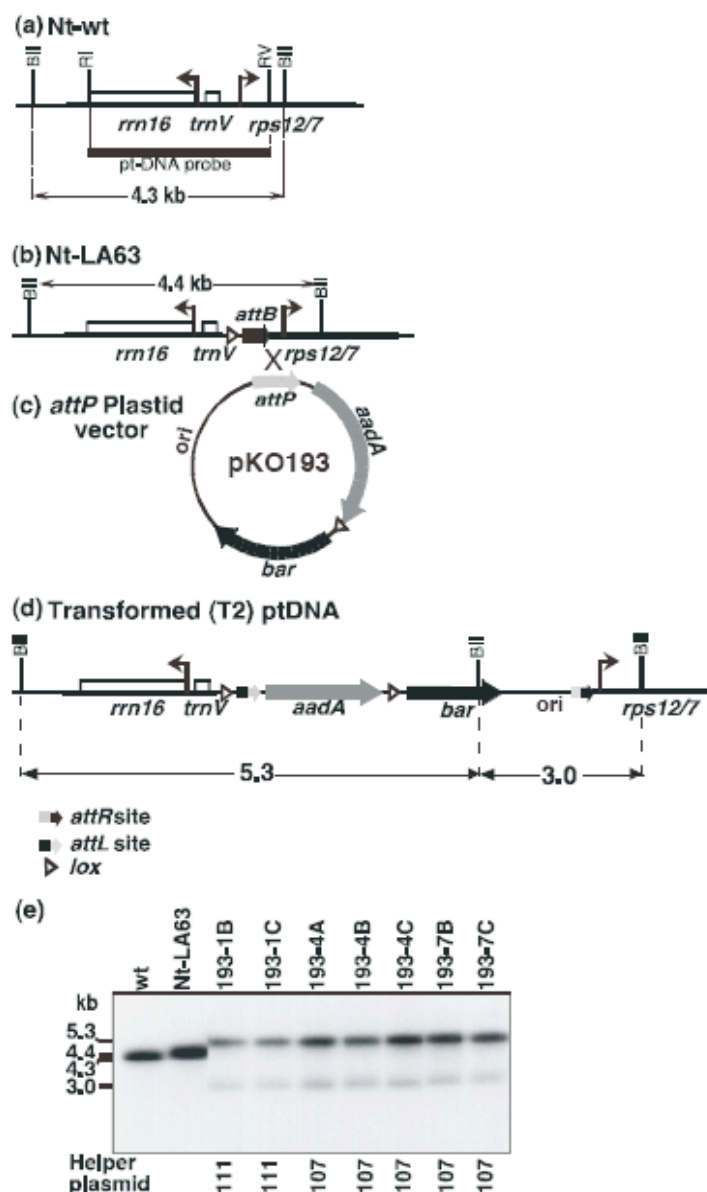 (a) Nt-wt
BII RI RV BII
rrn16 trnV rps12/7
pt-DNA probe
4.3 kb
(b) Nt-LA63
4.4 kb
BII BII
attB
rrn16 trnV rps12/7
X
(c) attP Plastid
vector
attP
aadA
ori
pKO193
bar
(d) Transformed (T2) ptDNA
BII BII BII
rrn16 trnV aadA bar ori rps12/7
5.3 3.0
attR site
attL site
lox
(e)
wt Nt-LA63 193-1B 193-1C 193-4A 193-4B 193-4C 193-7B 193-7C
kb
5.3
4.4
4.3
3.0
Helper
plasmid
111 111 107 107 107 107 107